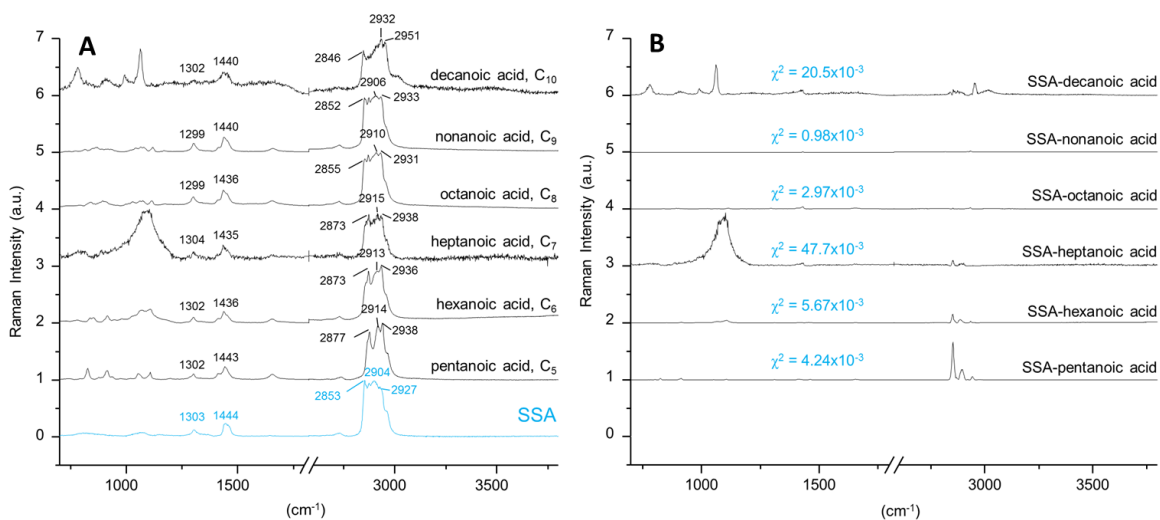 A
B
Raman Intensity (a.u.)
7
6
5
4
3
2
1
0
2932
2846
2951
1302
1440
decanoic acid, C10
2906
2852
2933
1299
1440
nonanoic acid, C9
2910
2855
2931
1299
1436
octanoic acid, C8
2915
2873
2938
1304
1435
heptanoic acid, C7
2913
2873
2936
1302
1436
hexanoic acid, C6
2914
2877
2938
1302
1443
pentanoic acid, C5
2904
2853
2927
1303
1444
SSA
1000
1500
3000
3500
(cm-1)
Raman Intensity (a.u.)
7
6
5
4
3
2
1
0
χ2 = 20.5x10-3
SSA-decanoic acid
χ2 = 0.98x10-3
SSA-nonanoic acid
χ2 = 2.97x10-3
SSA-octanoic acid
χ2 = 47.7x10-3
SSA-heptanoic acid
χ2 = 5.67x10-3
SSA-hexanoic acid
χ2 = 4.24x10-3
SSA-pentanoic acid
1000
1500
3000
3500
(cm-1)